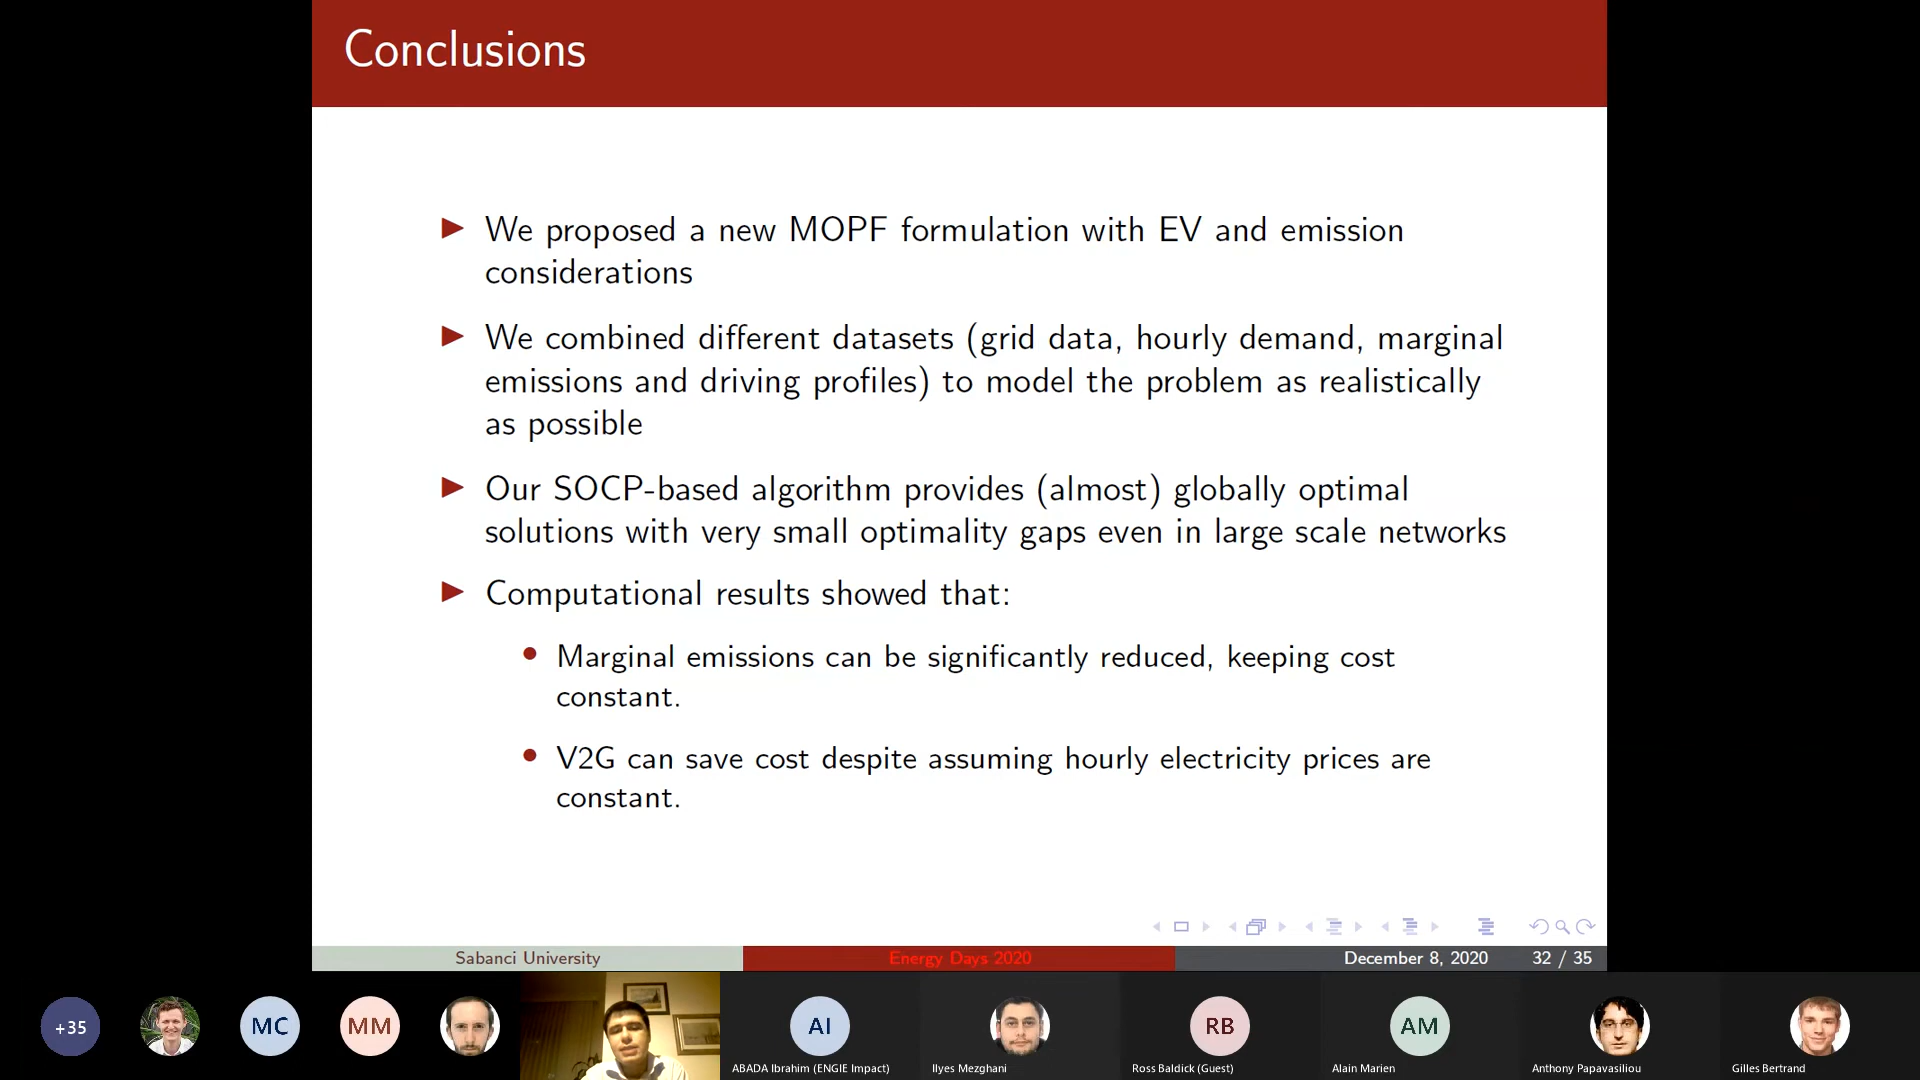 Conclusions
We proposed a new MOPF formulation with EV and emission
considerations
We combined different datasets (grid data, hourly demand, marginal
emissions and driving profiles) to model the problem as realistically
as possible
Our SOCP-based algorithm provides (almost) globally optimal
solutions with very small optimality gaps even in large scale networks
Computational results showed that:
Marginal emissions can be significantly reduced, keeping cost
constant.
V2G can save cost despite assuming hourly electricity prices are
constant.
Sabanci University
Energy Days 2020
December 8, 2020 32 / 35
+35
MC
MM
AI
RB
AM
ABADA Ibrahim (ENGIE Impact)
Ilyes Mezghani
Ross Baldick (Guest)
Alain Marien
Anthony Papavasiliou
Gilles Bertrand